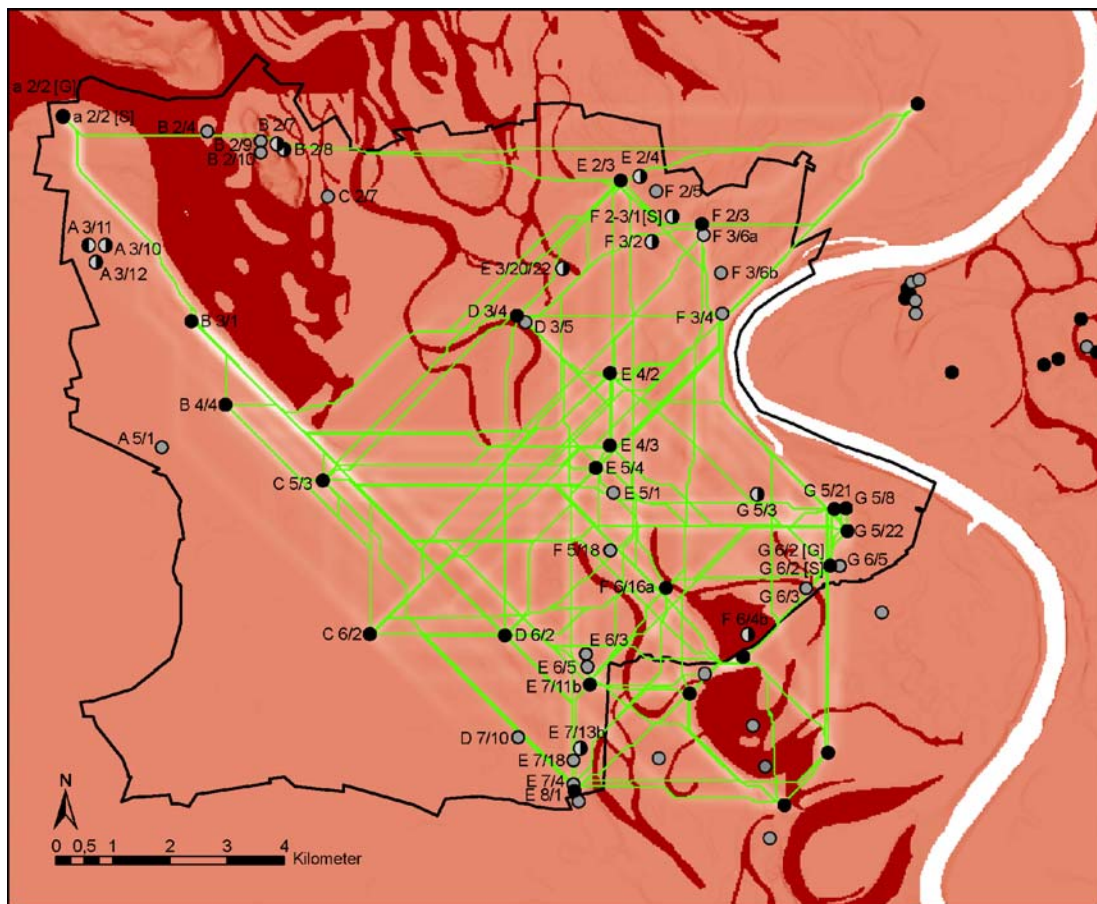 a 2/2 [G]
a 2/2 [S]
B 2/4
B 2/7
B 2/9
B 2/8
B 2/10
C 2/7
E 2/4
E 2/3
F 2/5
F 2-3/1[S]
F 2/3
F 3/6a
F 3/2
A 3/11
A 3/10
A 3/12
E 3/20/22
F 3/6b
B 3/1
D 3/4
D 3/5
F 3/4
E 4/2
B 4/4
A 5/1
E 4/3
E 5/4
C 5/3
E 5/1
G 5/3
G 5/21
G 5/8
G 5/22
F 5/18
G 6/2 [G]
G 6/2 [S]
G 6/5
F 6/16a
G 6/3
C 6/2
D 6/2
E 6/3
F 6/4b
E 6/5
E 7/11b
D 7/10
E 7/13b
E 7/18
E 7/4
E 8/1
N
0 0,5 1 2 3 4
Kilometer